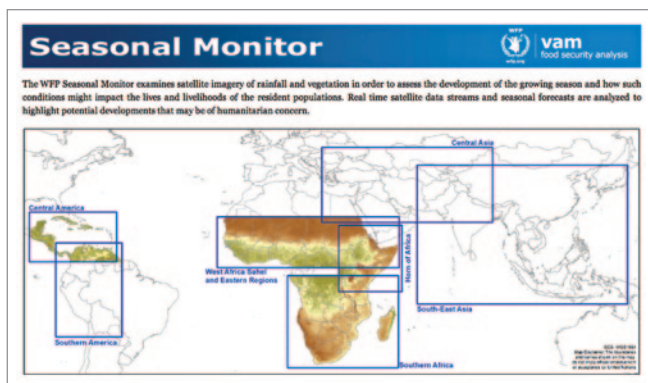 Seasonal Monitor
WFP
wfp.org
vam
food security analysis
The WFP Seasonal Monitor examines satellite imagery of rainfall and vegetation in order to assess the development of the growing season and how such
conditions might impact the lives and livelihoods of the resident populations. Real time satellite data streams and seasonal forecasts are analyzed to
highlight potential developments that may be of humanitarian concern.
Central Asia
Central America
West Africa Sahel
and Eastern Regions
Horn of Africa
South-East Asia
Southern America
Southern Africa